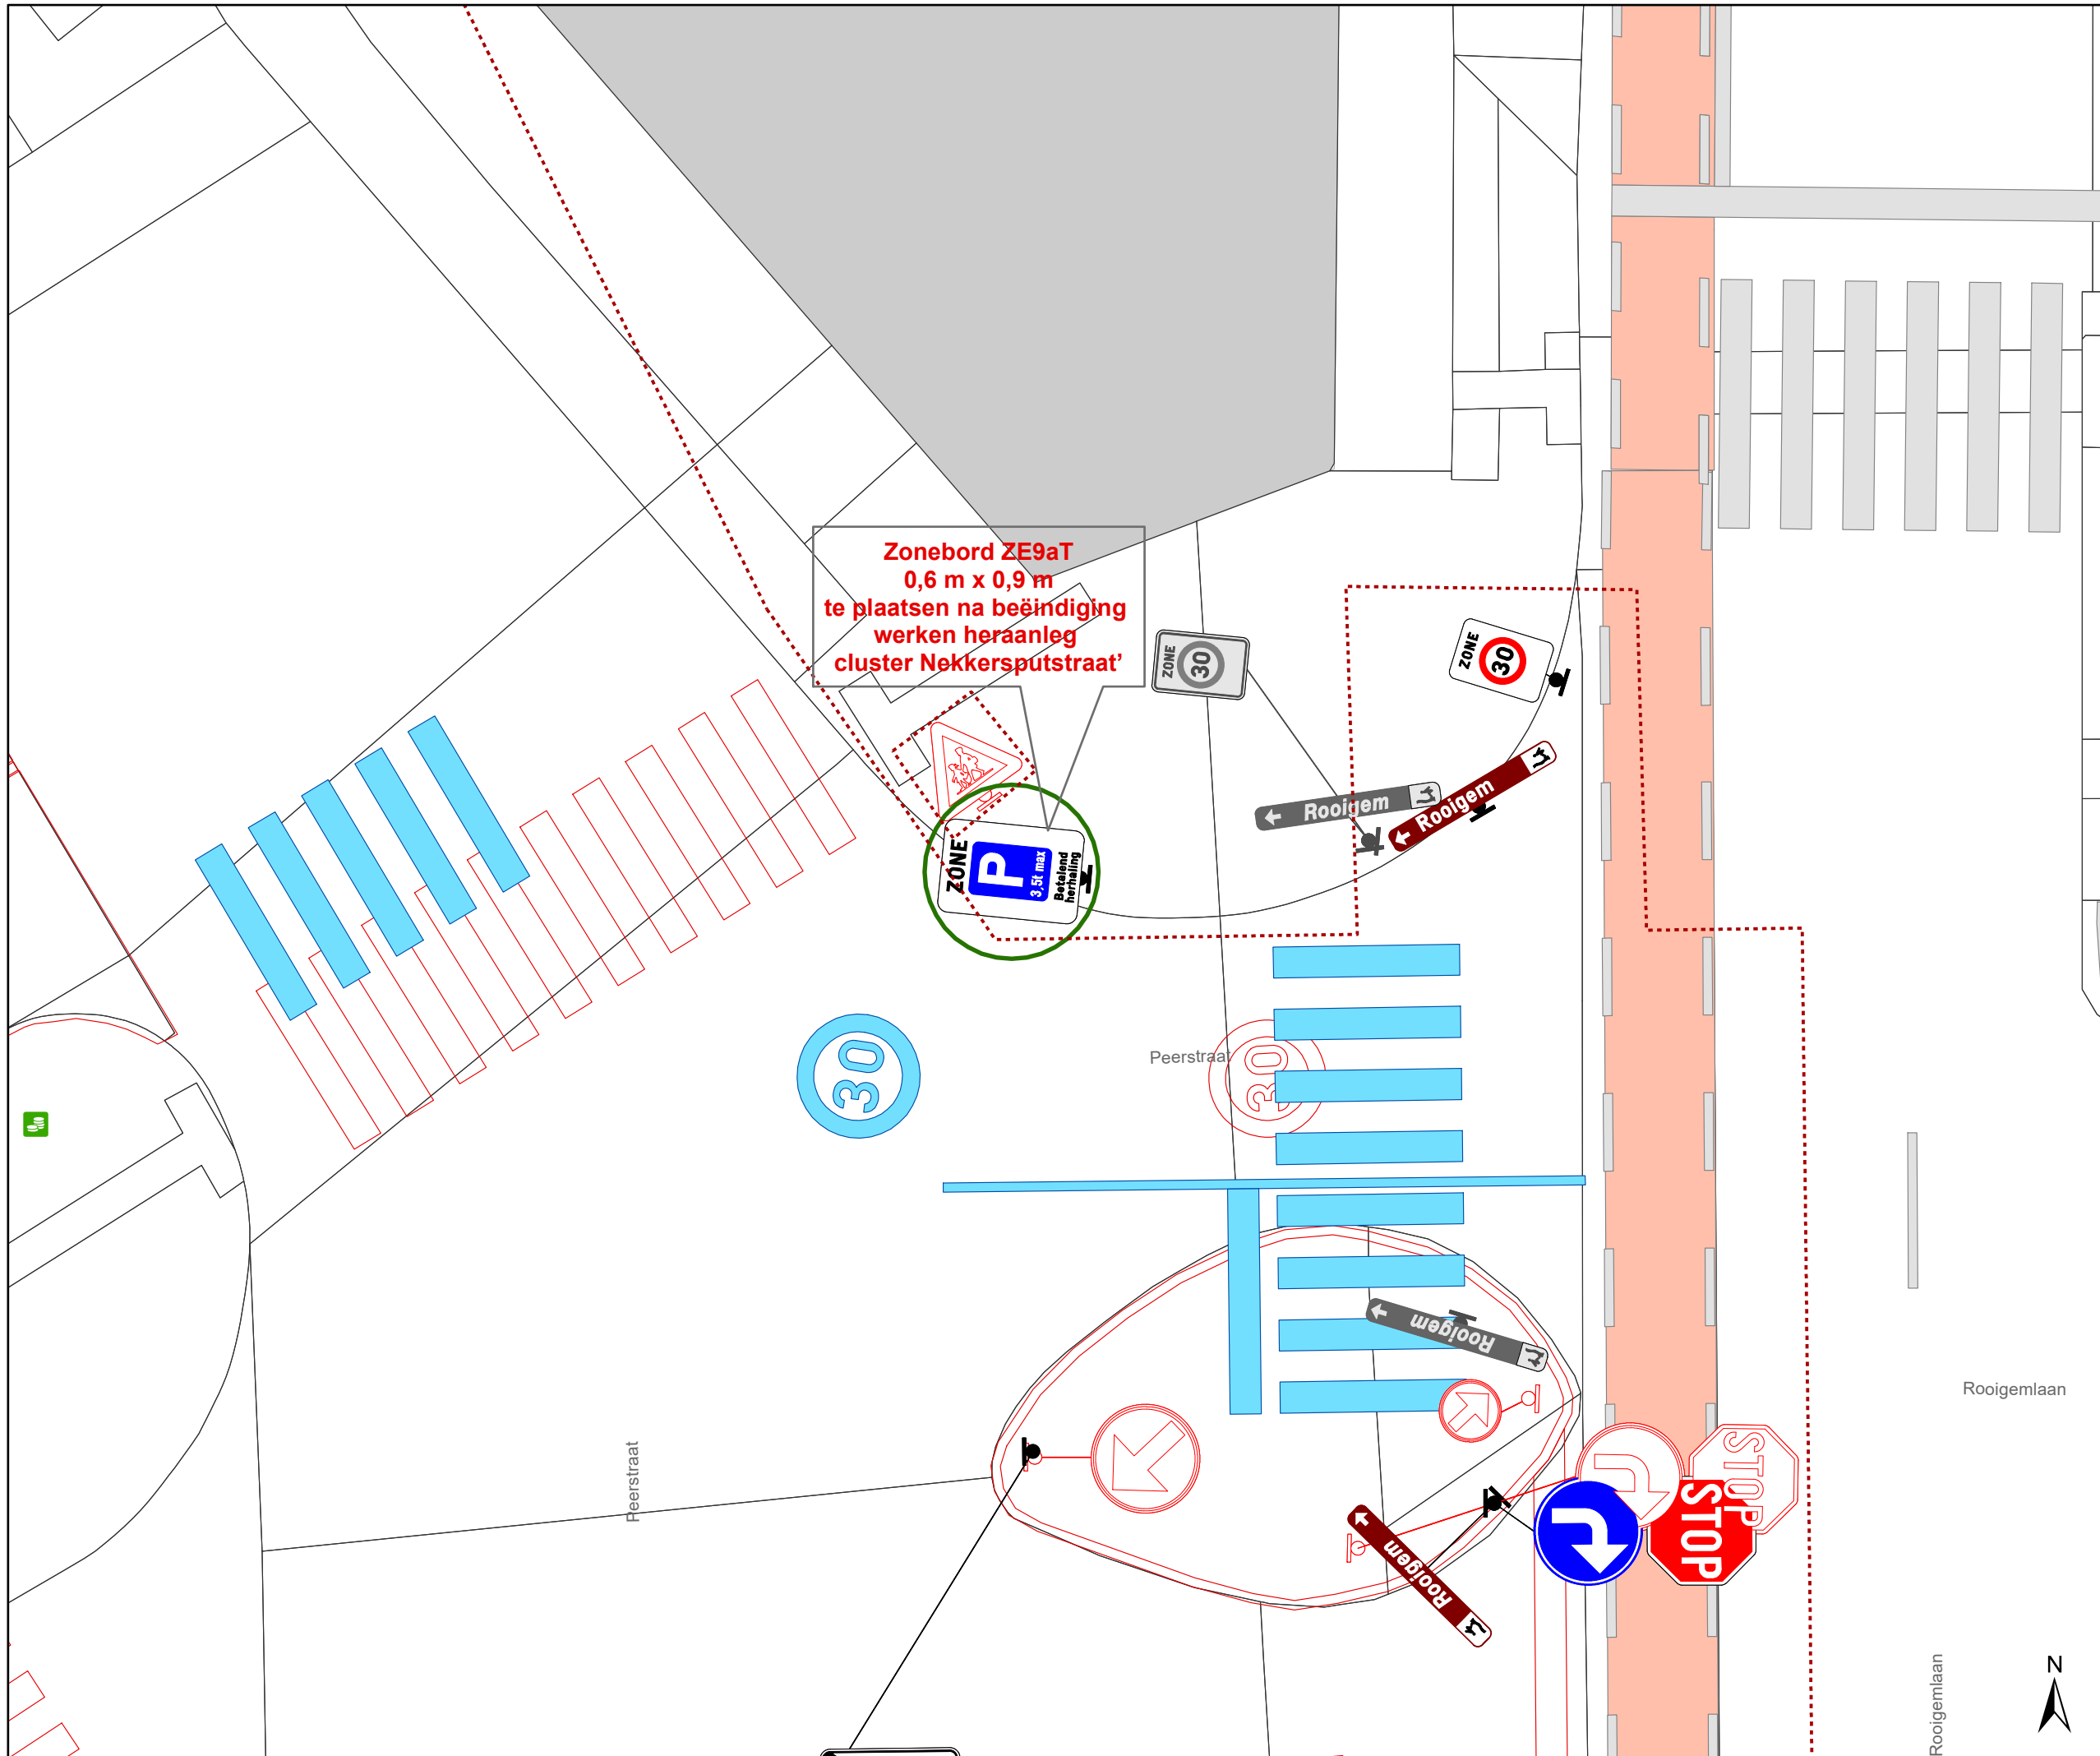 Zonebord ZE9aT
0,6 m x 0,9 m
te plaatsen na beëindiging
werken heraanleg
cluster Nekkersputstraat’
ZONE
30
ZONE
30
Rooigem
Rooigem
ZONE
P
3,5t max
Betalend
herhaling
30
Peerstraat
30
Rooigem
Rooigemlaan
Peerstraat
STOP
STOP
Rooigem
Rooigemlaan
N